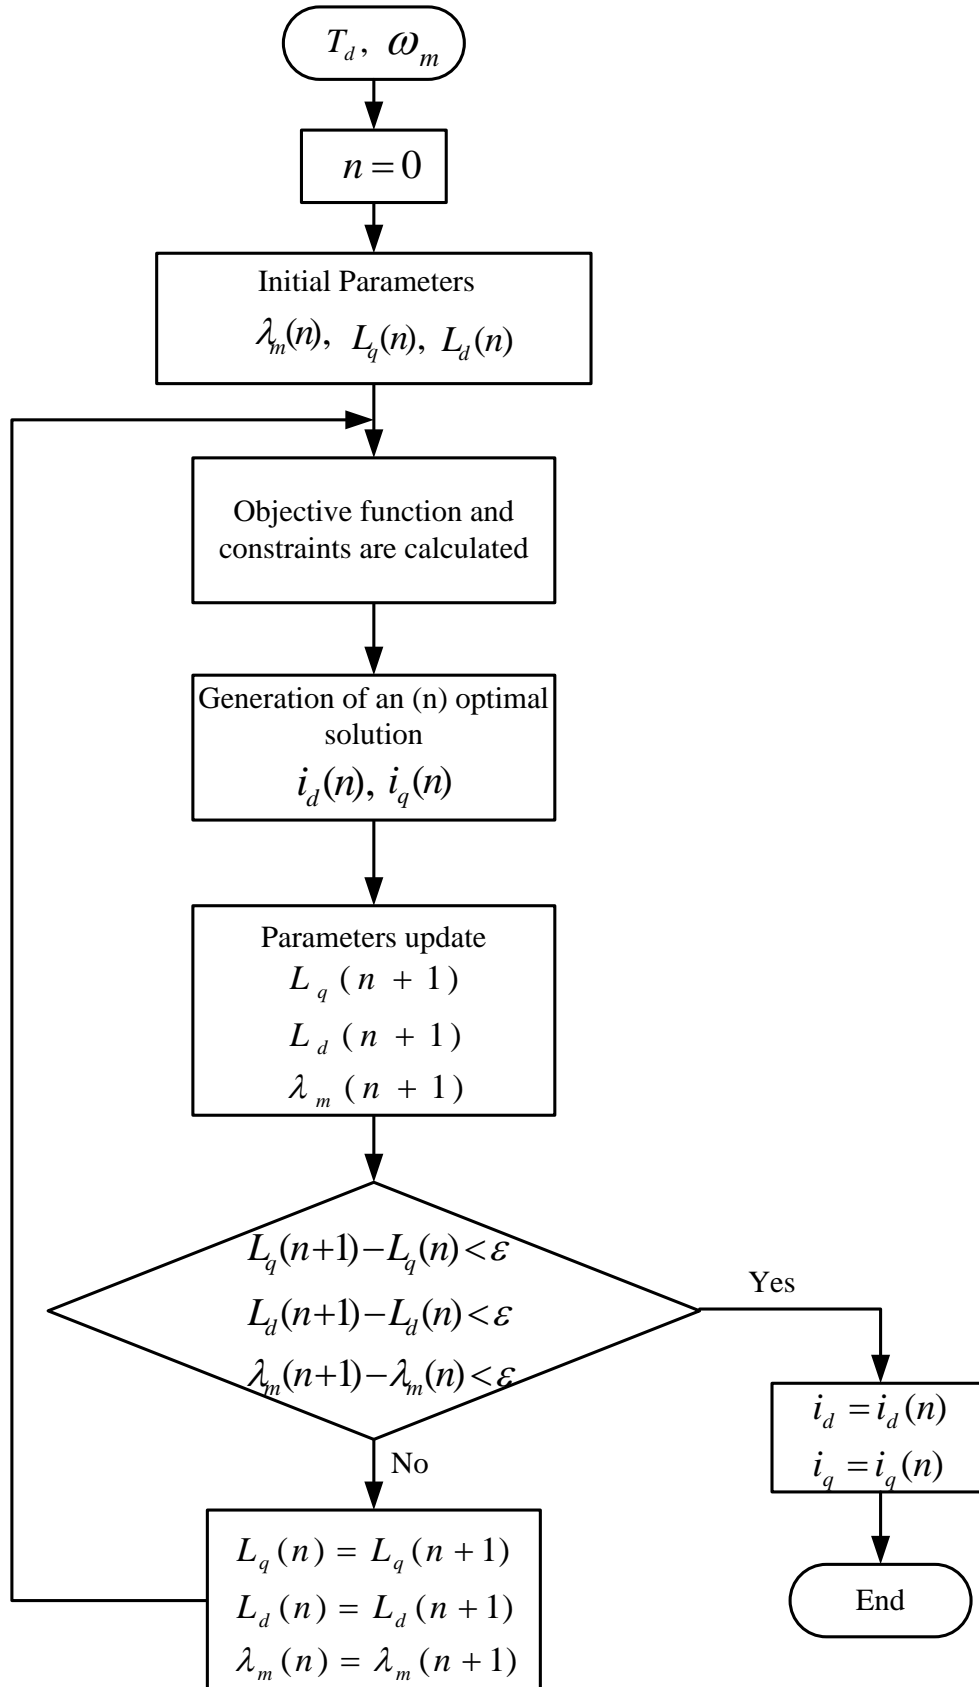 T_d, ω_m
n = 0
Initial Parameters
λ_m(n), L_q(n), L_d(n)
Objective function and
constraints are calculated
Generation of an (n) optimal
solution
i_d(n), i_q(n)
Parameters update
L_q(n + 1)
L_d(n + 1)
λ_m(n + 1)
L_q(n+1)−L_q(n)<ε
L_d(n+1)−L_d(n)<ε
λ_m(n+1)−λ_m(n)<ε
Yes
No
i_d = i_d(n)
i_q = i_q(n)
L_q(n) = L_q(n+1)
L_d(n) = L_d(n+1)
λ_m(n) = λ_m(n+1)
End